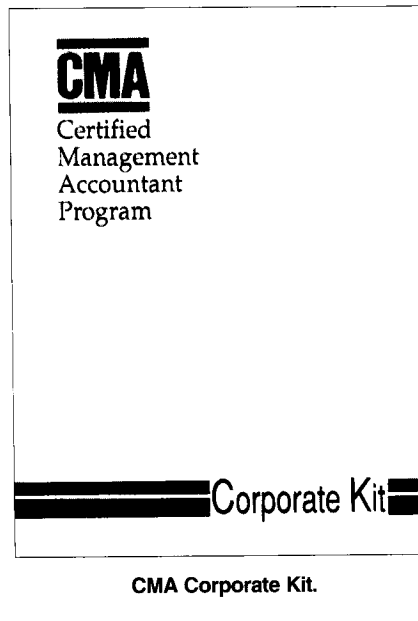 CMA
Certified
Management
Accountant
Program
Corporate Kit
CMA Corporate Kit.